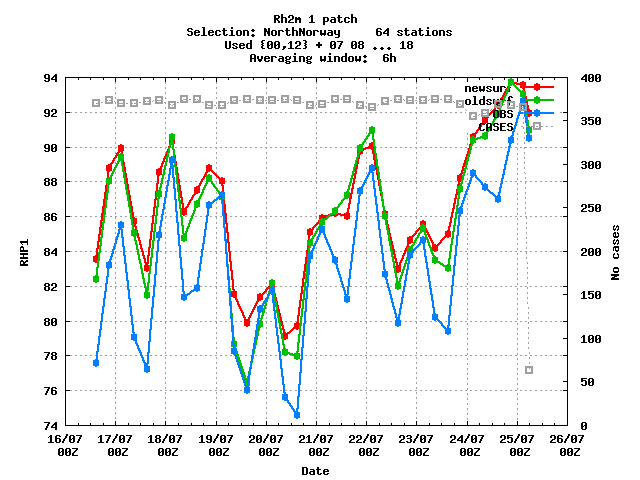 Rh2m 1 patch
Selection: NorthNorway     64 stations
Used {00,12} + 07 08 ... 18
Averaging window:  6h
newsurf
oldsurf
OBS
CASES
94
92
90
88
86
84
82
80
78
76
74
RHP1
400
350
300
250
200
150
100
50
0
No cases
16/07 17/07 18/07 19/07 20/07 21/07 22/07 23/07 24/07 25/07 26/07
00Z 00Z 00Z 00Z 00Z 00Z 00Z 00Z 00Z 00Z 00Z
Date